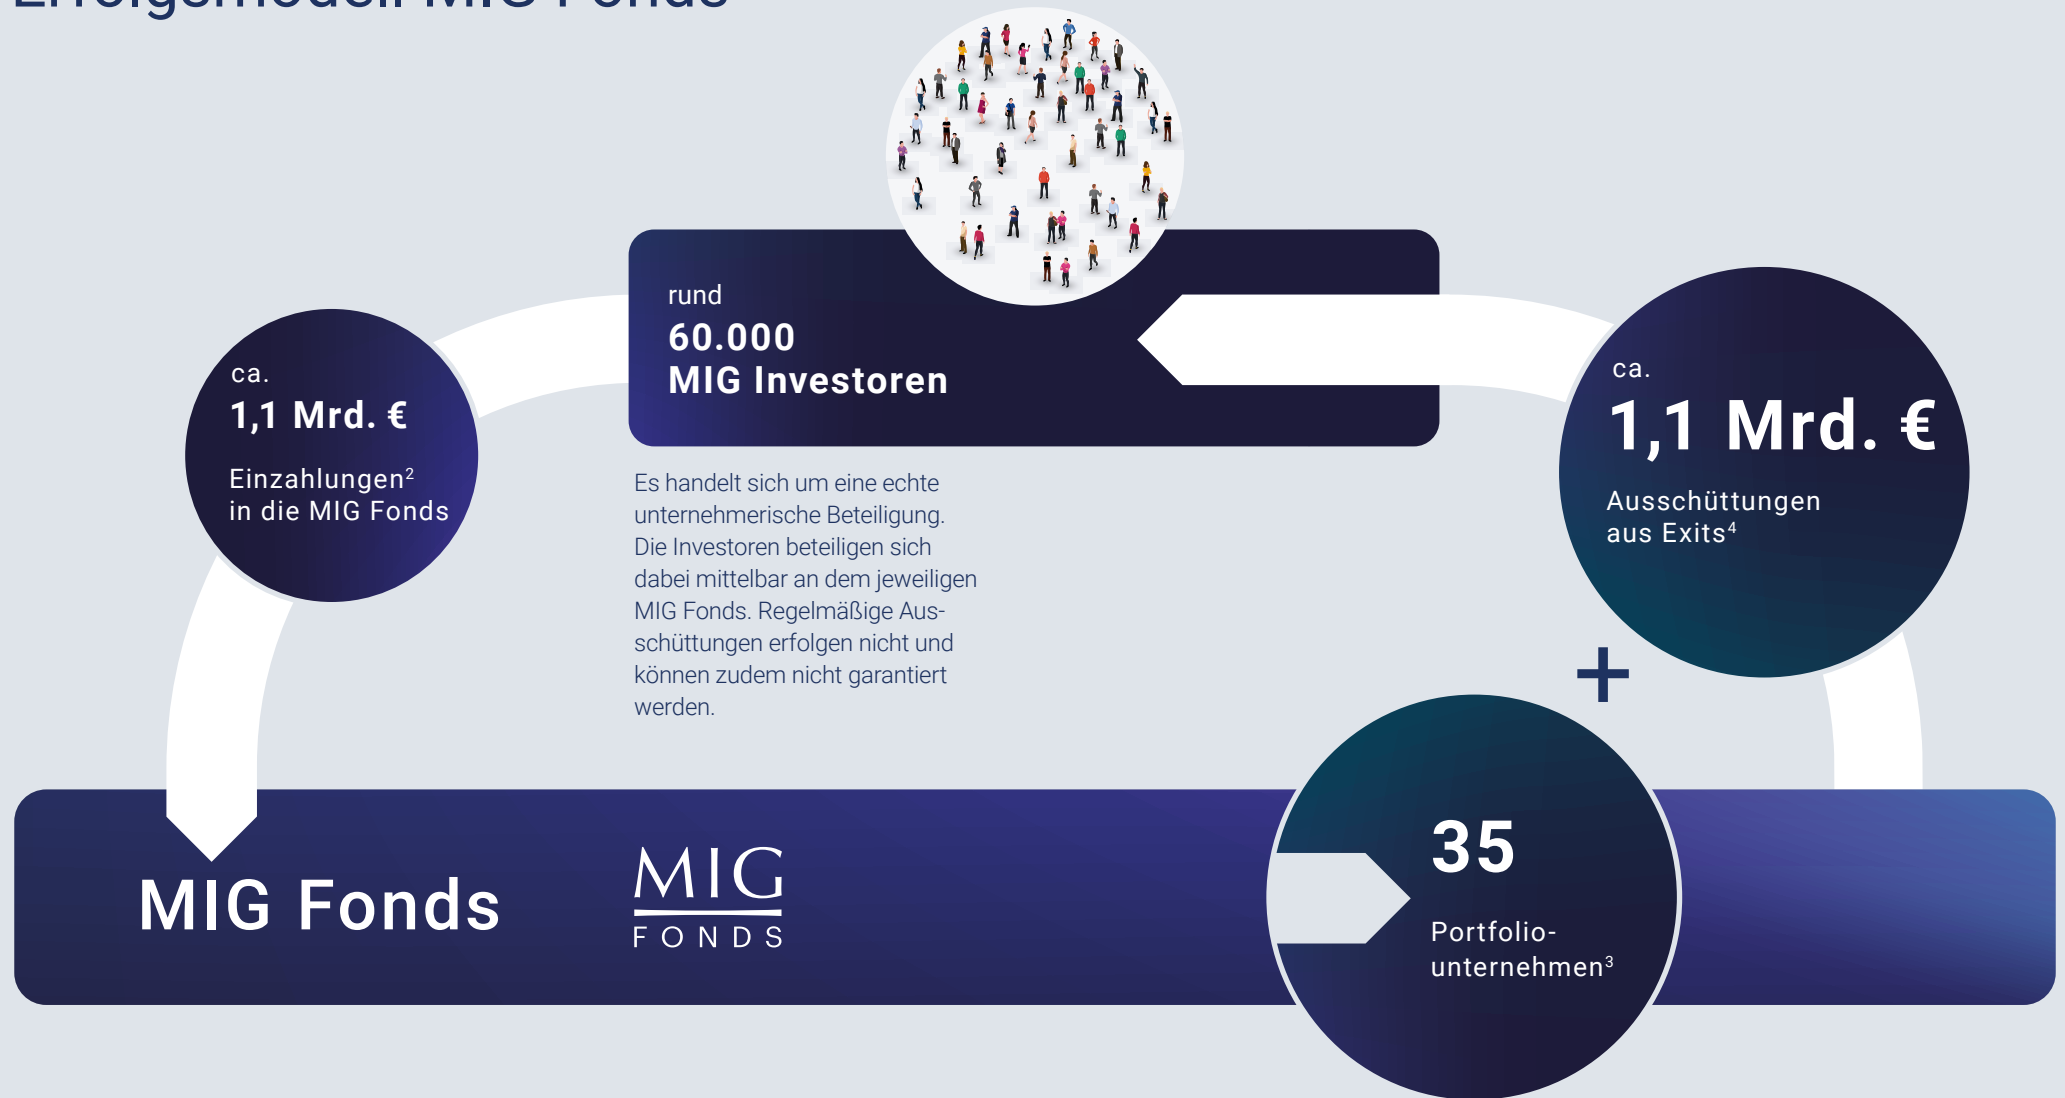 Erfolgsmodell MIG Fonds
rund
60.000
MIG Investoren
ca.
1,1 Mrd. €
Einzahlungen²
in die MIG Fonds
ca.
1,1 Mrd. €
Ausschüttungen
aus Exits⁴
Es handelt sich um eine echte
unternehmerische Beteiligung.
Die Investoren beteiligen sich
dabei mittelbar an dem jeweiligen
MIG Fonds. Regelmäßige Aus-
schüttungen erfolgen nicht und
können zudem nicht garantiert
werden.
+
MIG Fonds
MIG
FONDS
35
Portfolio-
unternehmen³